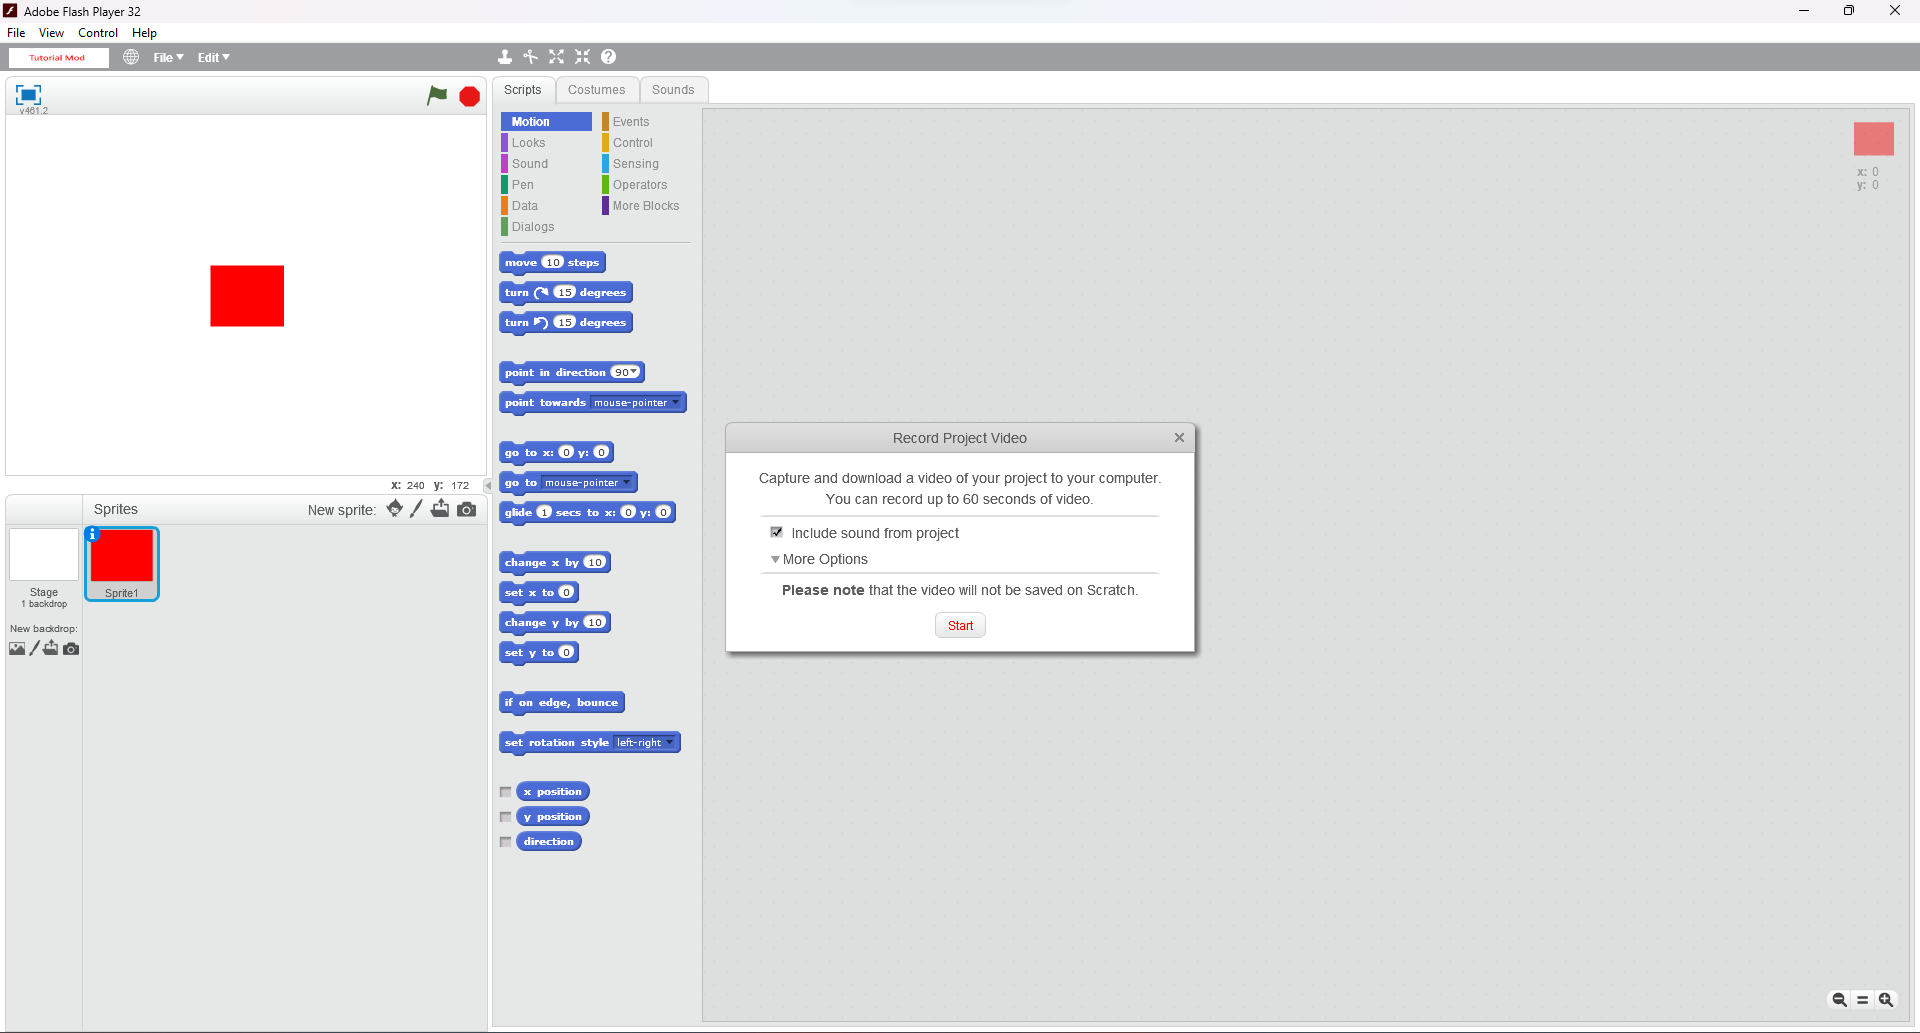 Adobe Flash Player 32
File View Control Help
Tutorial Mod File Edit
v461.2
x: 240 y: 172
Sprites New sprite:
Stage
1 backdrop
Sprite1
New backdrop:
Scripts Costumes Sounds
Motion Events
Looks Control
Sound Sensing
Pen Operators
Data More Blocks
Dialogs
move 10 steps
turn 15 degrees
turn 15 degrees
point in direction 90
point towards mouse-pointer
go to x: 0 y: 0
go to mouse-pointer
glide 1 secs to x: 0 y: 0
change x by 10
set x to 0
change y by 10
set y to 0
if on edge, bounce
set rotation style left-right
x position
y position
direction
x: 0
y: 0
Record Project Video
Capture and download a video of your project to your computer.
You can record up to 60 seconds of video.
Include sound from project
More Options
Please note that the video will not be saved on Scratch.
Start